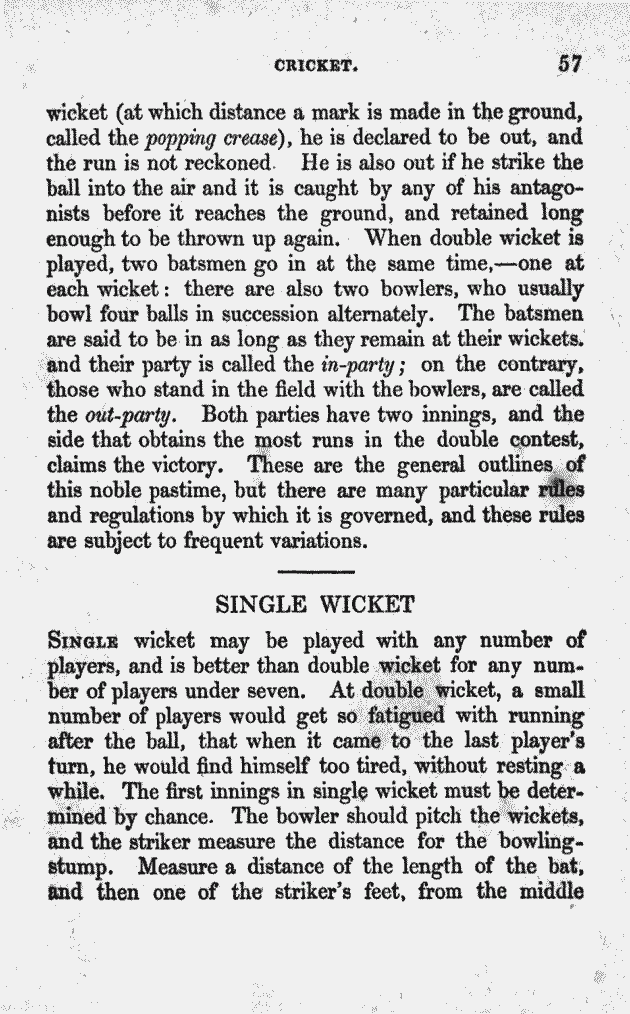 CRICKET. 57
wicket (at which distance a mark is made in the ground,
called the popping crease), he is declared to be out, and
the run is not reckoned. He is also out if he strike the
ball into the air and it is caught by any of his antago-
nists before it reaches the ground, and retained long
enough to be thrown up again. When double wicket is
played, two batsmen go in at the same time,—one at
each wicket: there are also two bowlers, who usually
bowl four balls in succession alternately. The batsmen
are said to be in as long as they remain at their wickets.
and their party is called the in-party; on the contrary,
those who stand in the field with the bowlers, are called
the out-party. Both parties have two innings, and the
side that obtains the most runs in the double contest,
claims the victory. These are the general outlines of
this noble pastime, but there are many particular rules
and regulations by which it is governed, and these rules
are subject to frequent variations.
SINGLE WICKET
SINGLE wicket may be played with any number of
players, and is better than double wicket for any num-
ber of players under seven. At double wicket, a small
number of players would get so fatigued with running
after the ball, that when it came to the last player's
turn, he would find himself too tired, without resting a
while. The first innings in single wicket must be deter-
mined by chance. The bowler should pitch the wickets,
and the striker measure the distance for the bowling-
stump. Measure a distance of the length of the bat,
and then one of the striker's feet, from the middle